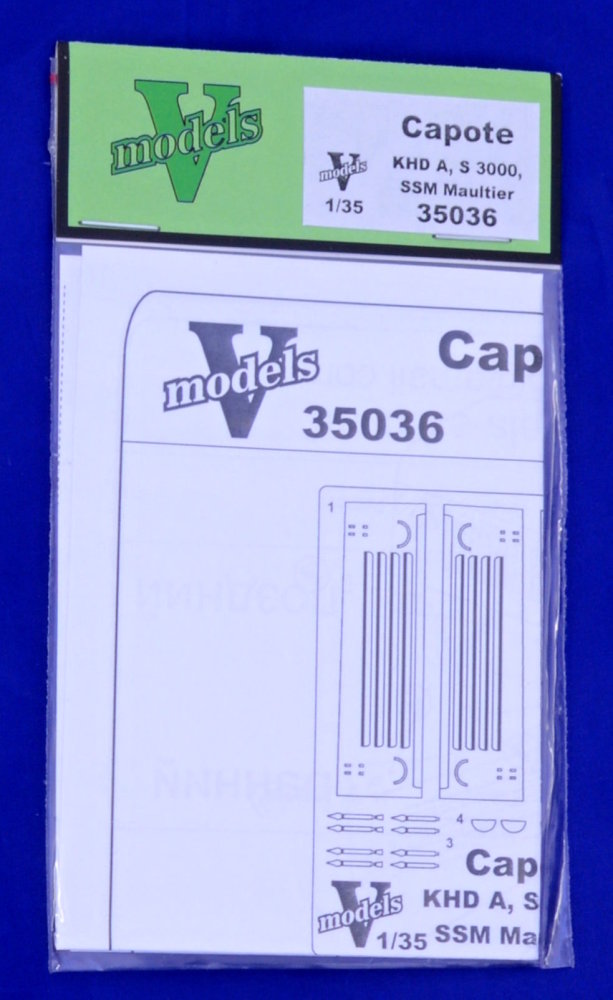 V models
Capote
KHD A, S 3000,
SSM Maultier
V models
1/35
35036
V models
Cap
35036
1
4
3
Cap
KHD A, S
V models
1/35
SSM Ma